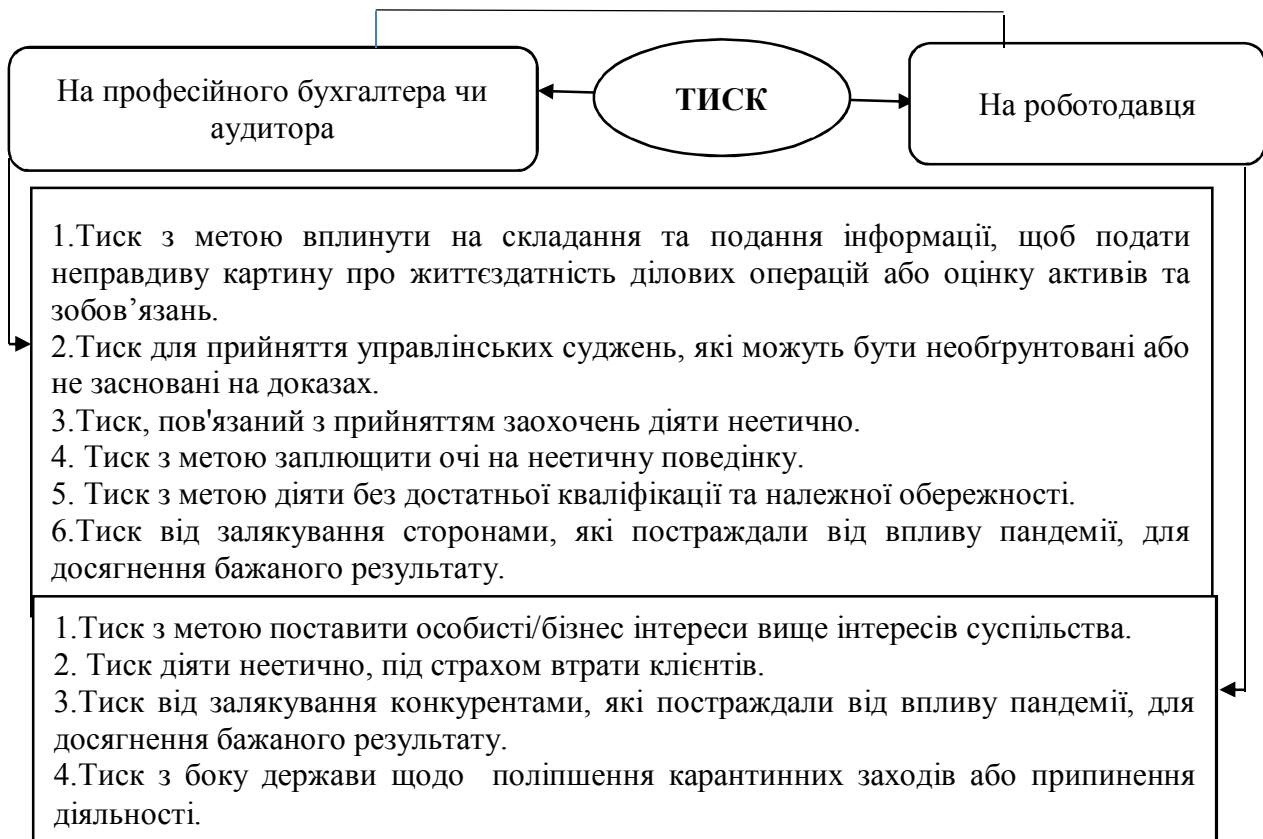 На професійного бухгалтера чи
аудитора
ТИСК
На роботодавця
1.Тиск з метою вплинути на складання та подання інформації, щоб подати
неправдиву картину про життєздатність ділових операцій або оцінку активів та
зобов’язань.
2.Тиск для прийняття управлінських суджень, які можуть бути необґрунтовані або
не засновані на доказах.
3.Тиск, пов'язаний з прийняттям заохочень діяти неетично.
4. Тиск з метою заплющити очі на неетичну поведінку.
5. Тиск з метою діяти без достатньої кваліфікації та належної обережності.
6.Тиск від залякування сторонами, які постраждали від впливу пандемії, для
досягнення бажаного результату.
1.Тиск з метою поставити особисті/бізнес інтереси вище інтересів суспільства.
2. Тиск діяти неетично, під страхом втрати клієнтів.
3.Тиск від залякування конкурентами, які постраждали від впливу пандемії, для
досягнення бажаного результату.
4.Тиск з боку держави щодо поліпшення карантинних заходів або припинення
діяльності.